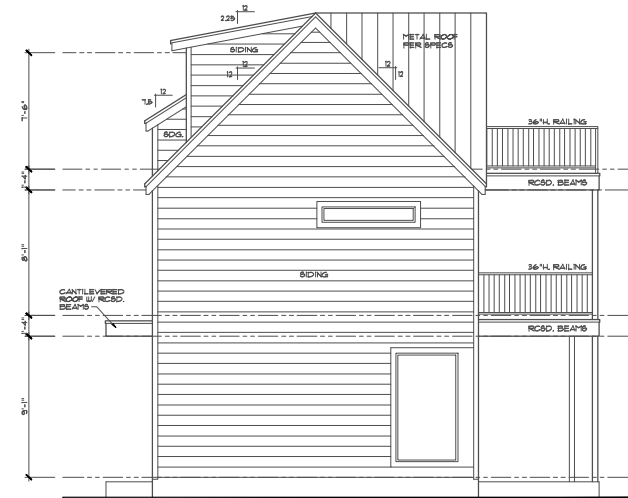 12
2.25
METAL ROOF
PER SPECS
SIDING
12
12
12
12
12
7.5
7'-6"
36"H. RAILING
SDG.
1'-4"
RCSD. BEAMS
8'-1"
SIDING
36"H. RAILING
CANTILEVERED
ROOF W/ RCSD.
BEAMS
1'-4"
RCSD. BEAMS
9'-1"